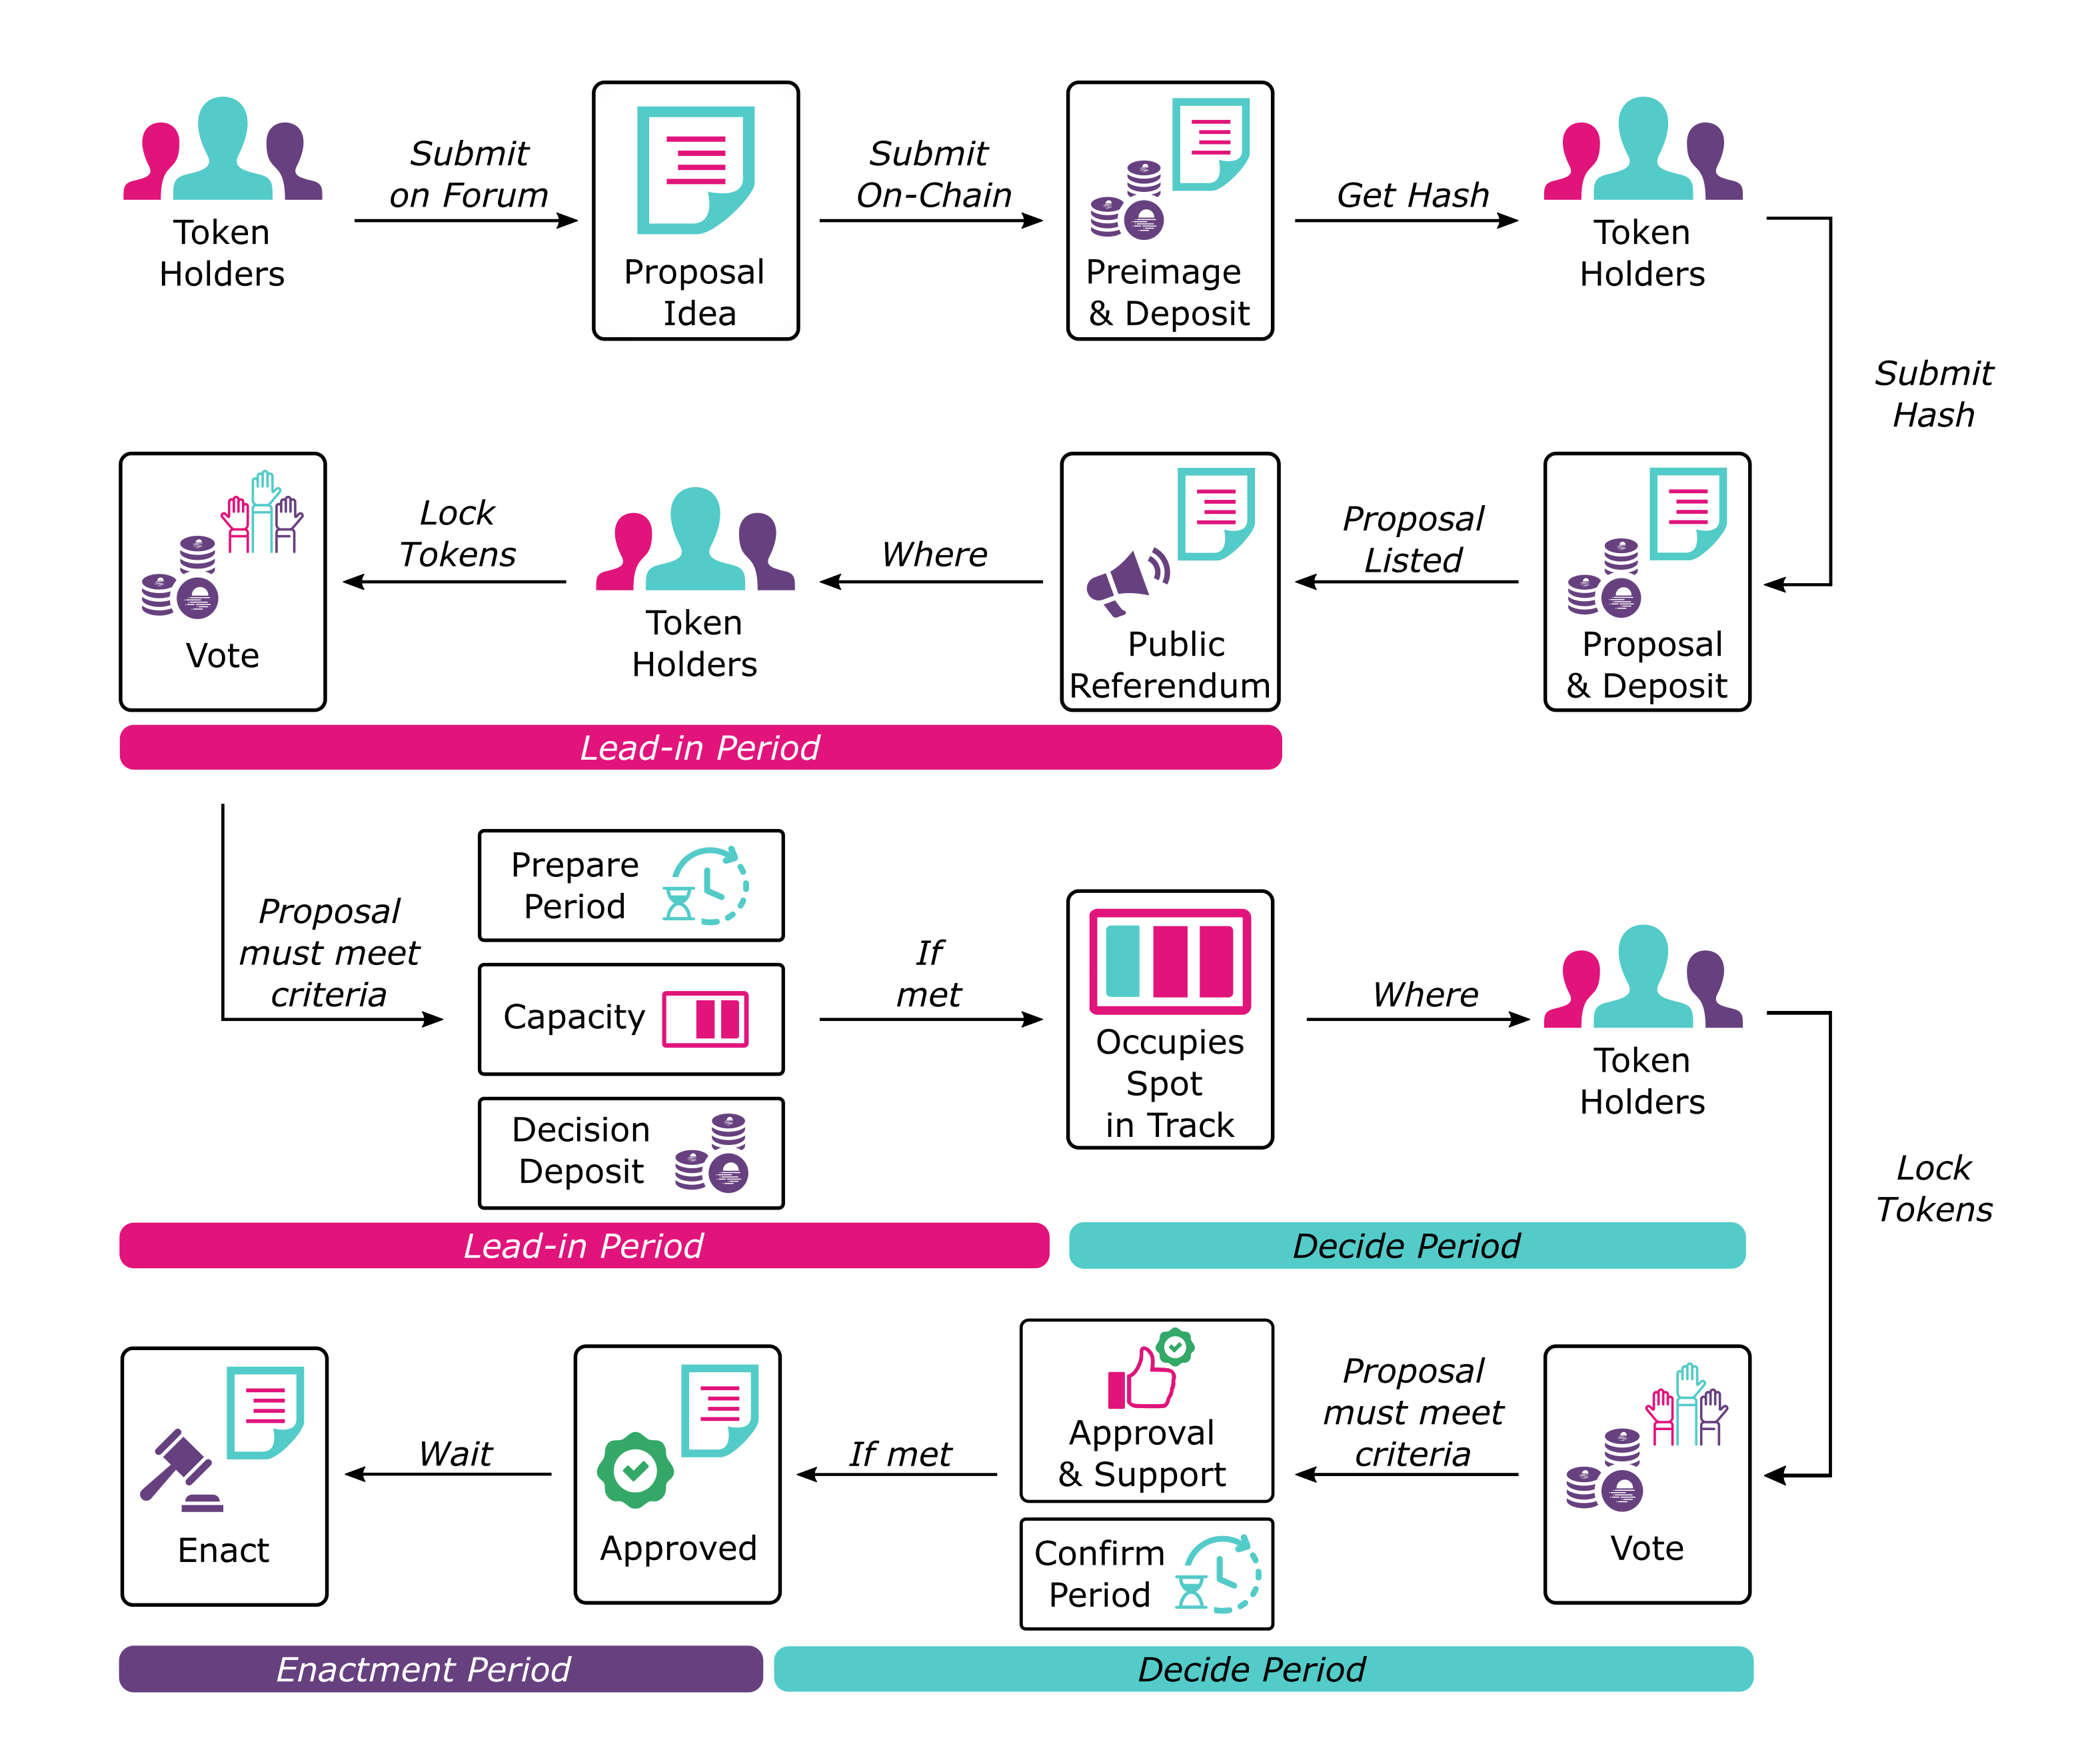 Token
Holders
Submit
on Forum
Proposal
Idea
Submit
On-Chain
Preimage
& Deposit
Get Hash
Token
Holders
Submit
Hash
Proposal
& Deposit
Proposal
Listed
Public
Referendum
Where
Token
Holders
Lock
Tokens
Vote
Lead-in Period
Proposal
must meet
criteria
Prepare
Period
Capacity
Decision
Deposit
If
met
Occupies
Spot
in Track
Where
Token
Holders
Lead-in Period
Decide Period
Lock
Tokens
Vote
Proposal
must meet
criteria
Approval
& Support
Confirm
Period
If met
Approved
Wait
Enact
Enactment Period
Decide Period